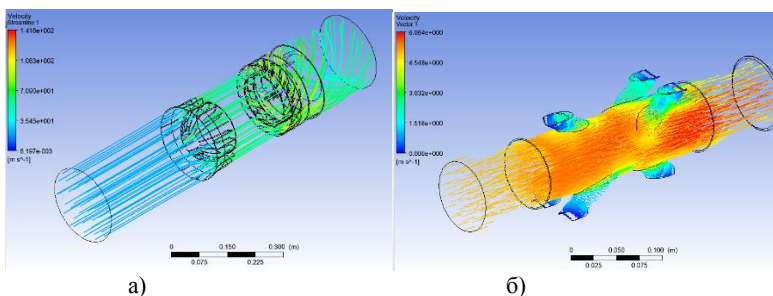 Velocity
Streamline 1
1.418e+002
1.063e+002
7.090e+001
3.545e+001
6.197e-003
[m s^-1]
0 0.150 0.300 (m)
0.075 0.225
а)
Velocity
Vector 1
6.064e+000
4.548e+000
3.032e+000
1.516e+000
0.000e+000
[m s^-1]
0 0.050 0.100 (m)
0.025 0.075
б)